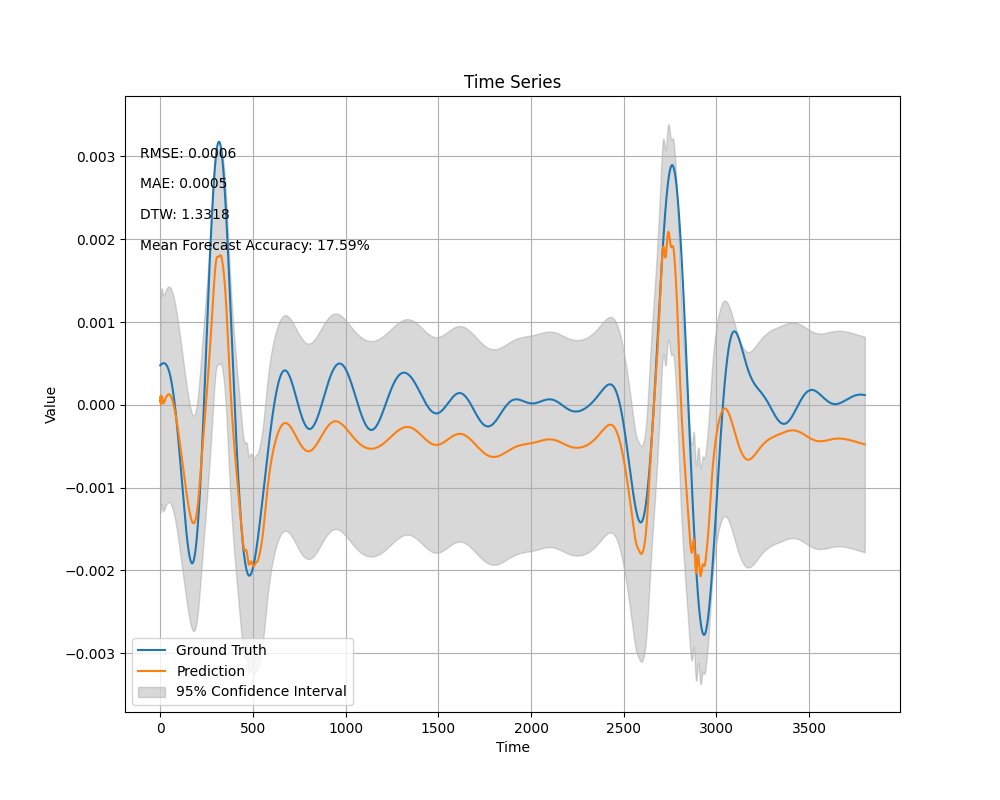 Time Series
RMSE: 0.0006
MAE: 0.0005
DTW: 1.3318
Mean Forecast Accuracy: 17.59%
0.003
0.002
0.001
0.000
−0.001
−0.002
−0.003
Value
Ground Truth
Prediction
95% Confidence Interval
0 500 1000 1500 2000 2500 3000 3500
Time